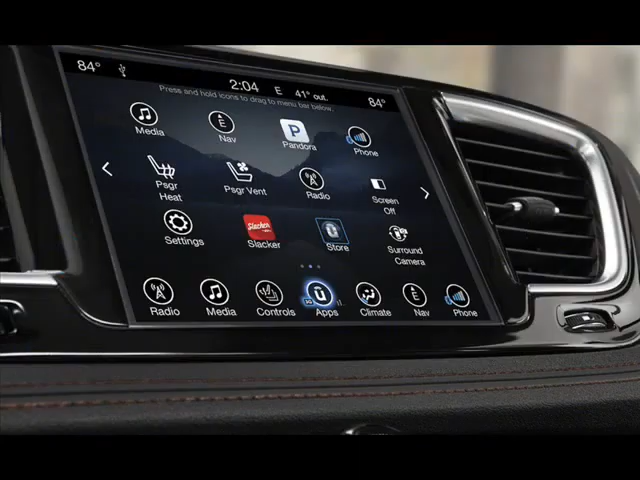 84°
2:04 E 41° out. 84°
Press and hold icons to drag to menu bar below.
Media Nav Pandora Phone
Psgr Heat Psgr Vent Radio Screen Off
Settings Slacker Store Surround Camera
Radio Media Controls Apps Climate Nav Phone